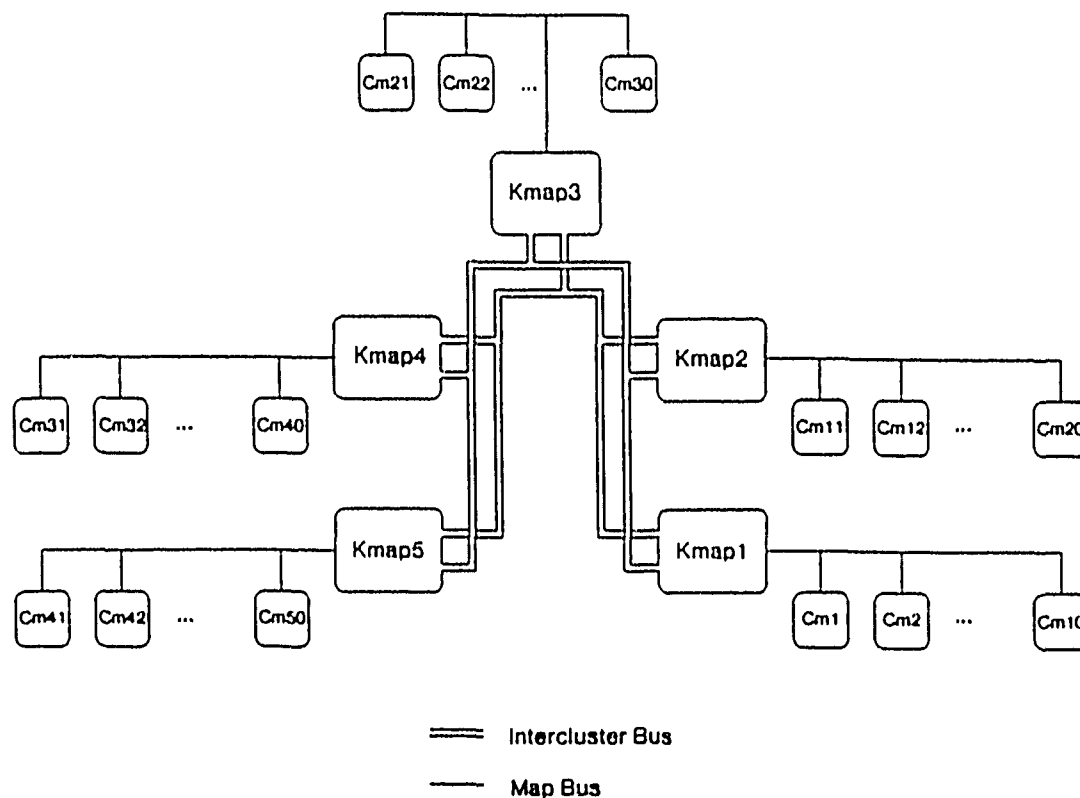 Cm21 Cm22 ... Cm30
Kmap3
Kmap4 Kmap2
Cm31 Cm32 ... Cm40 Cm11 Cm12 ... Cm20
Kmap5 Kmap1
Cm41 Cm42 ... Cm50 Cm1 Cm2 ... Cm10
Intercluster Bus
Map Bus